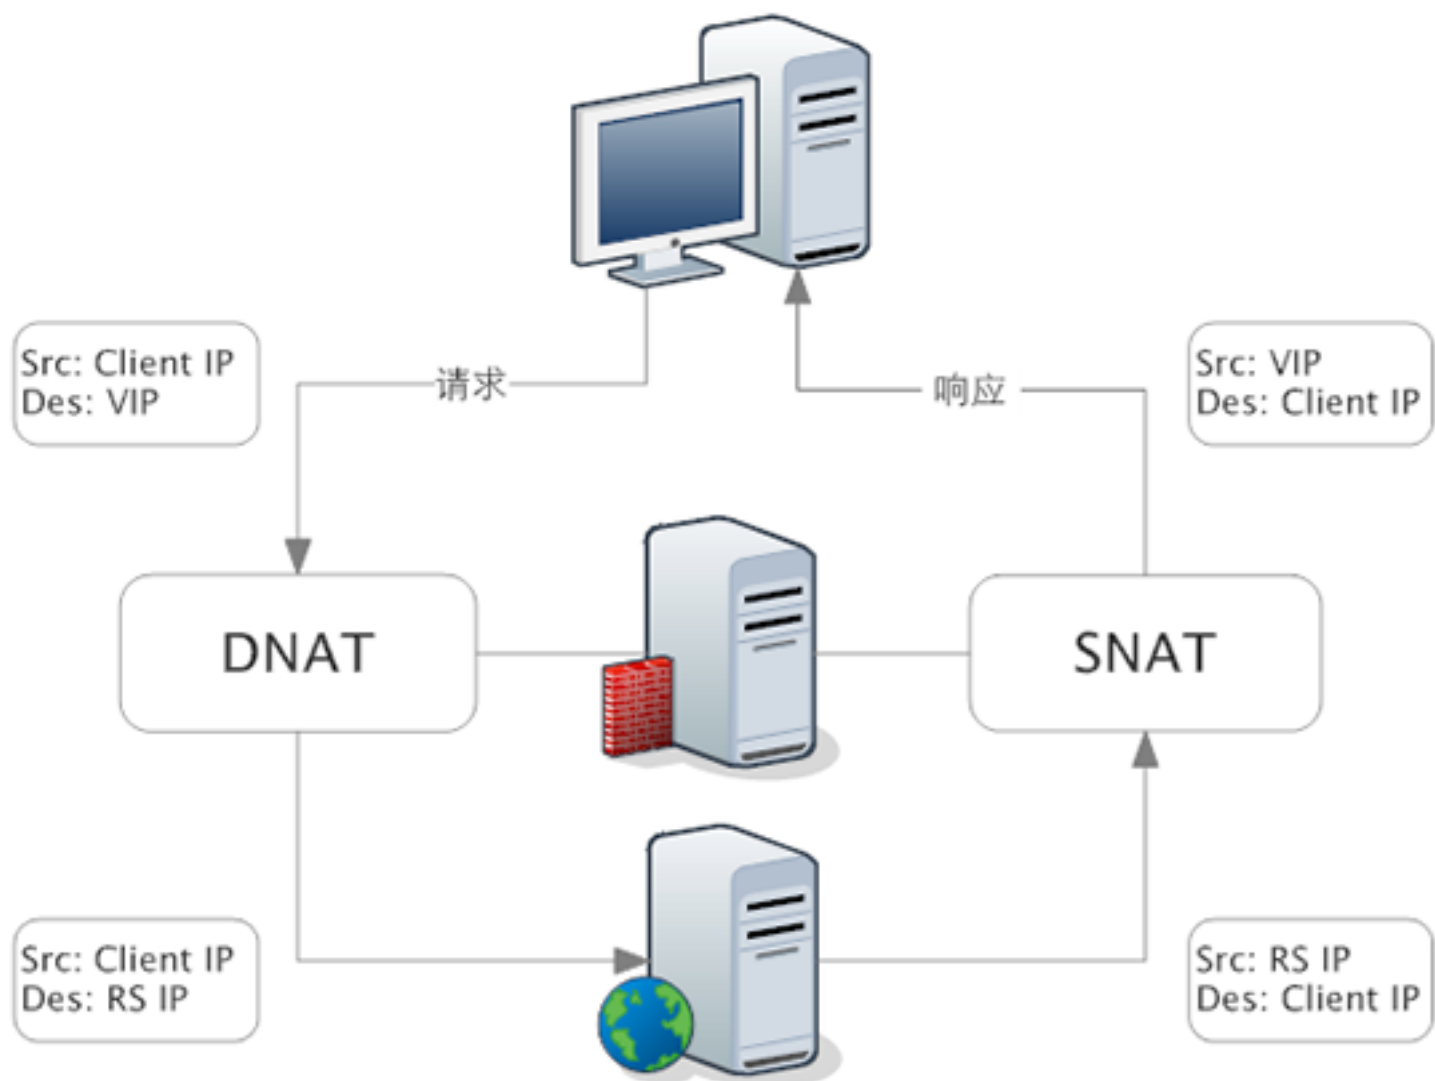 Src: Client IP
Des: VIP
请求
响应
Src: VIP
Des: Client IP
DNAT
SNAT
Src: Client IP
Des: RS IP
Src: RS IP
Des: Client IP